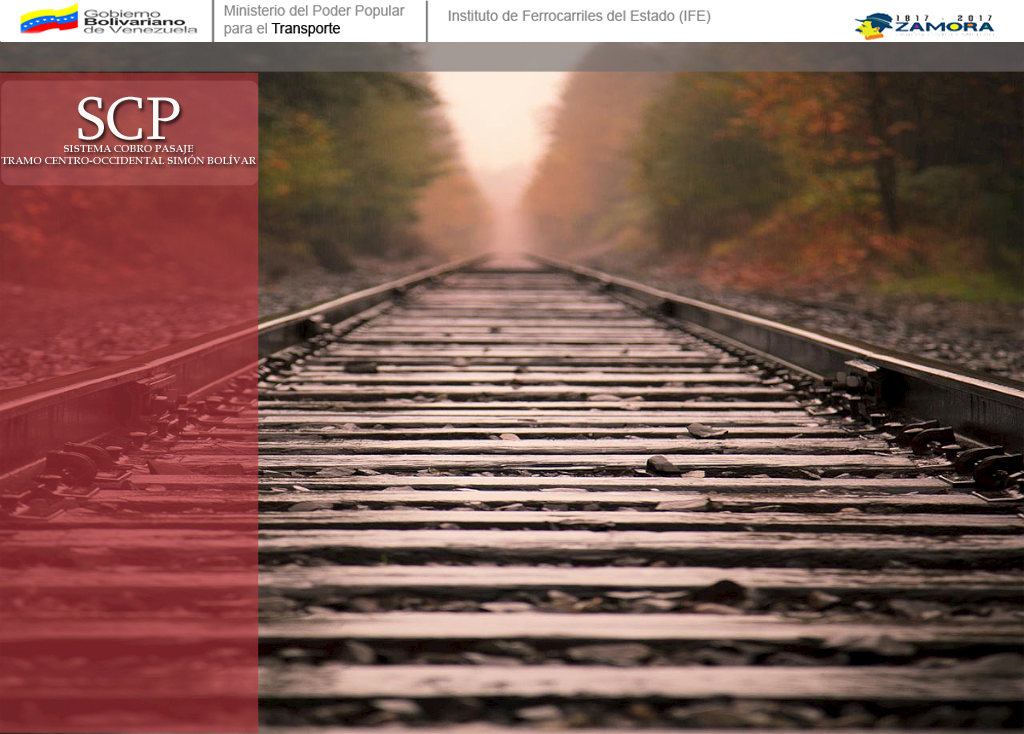 Gobierno
Bolivariano
de Venezuela
Ministerio del Poder Popular
para el Transporte
Instituto de Ferrocarriles del Estado (IFE)
1817 - 2017
ZAMORA
SCP
SISTEMA COBRO PASAJE
TRAMO CENTRO-OCCIDENTAL SIMÓN BOLÍVAR